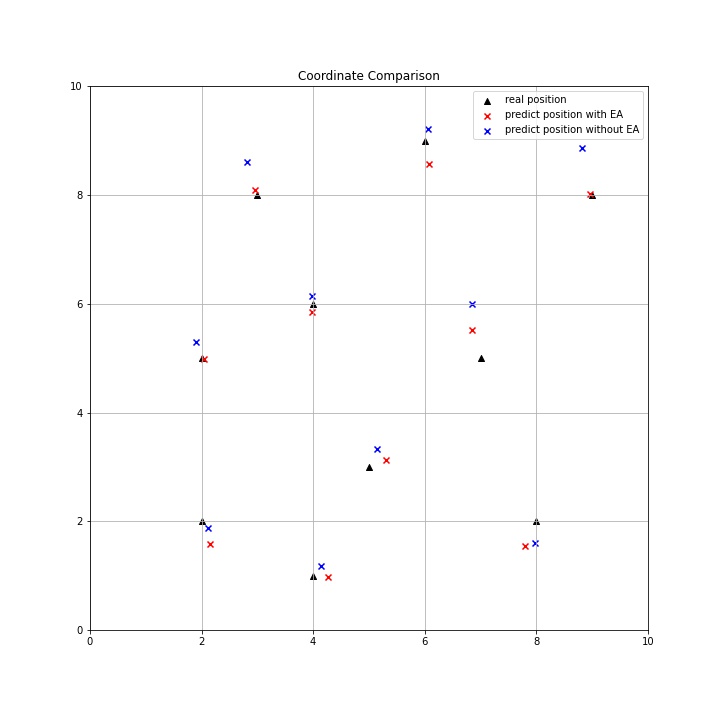 Coordinate Comparison
real position
predict position with EA
predict position without EA
10
8
6
4
2
0
0 2 4 6 8 10